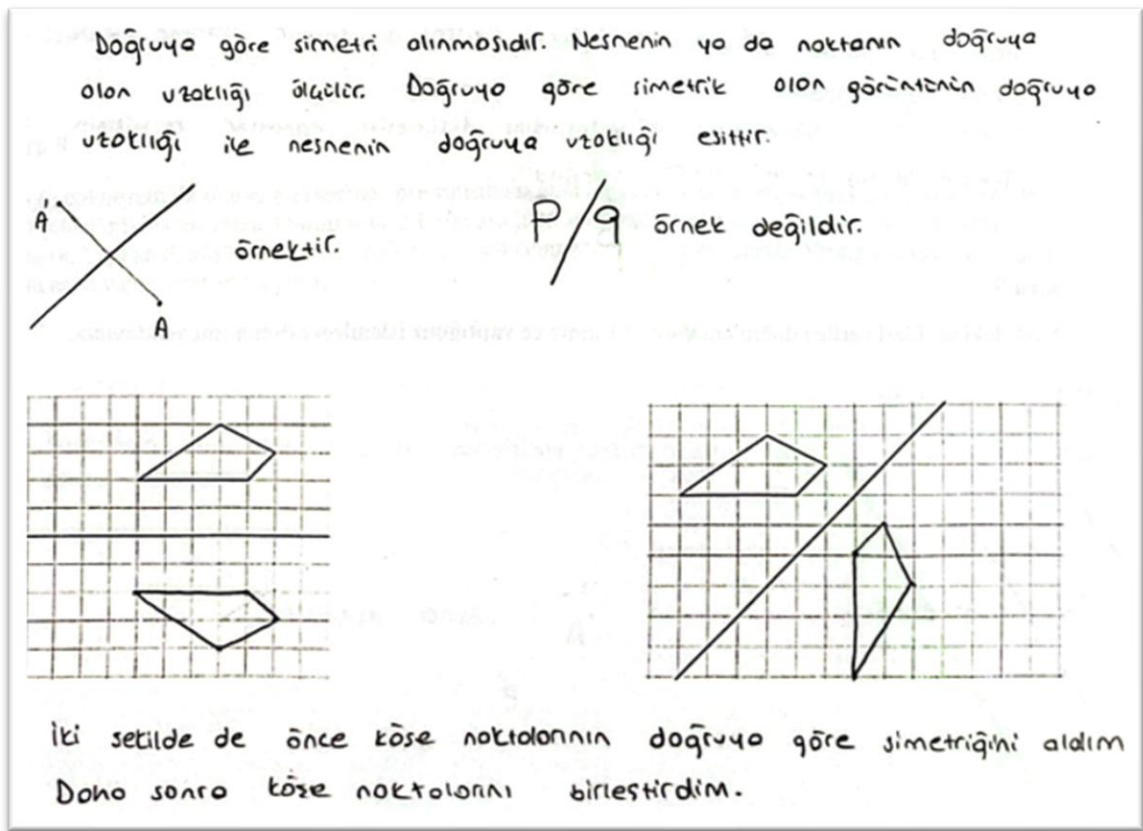 Doğruya göre simetri alınmasıdır. Nesnenin ya da noktanın doğruya
olan uzaklığı ölçülür. Doğruya göre simetrik olan görüntünün doğruya
uzaklığı ile nesnenin doğruya uzaklığı eşittir.
A'
örnektir.
A
P q örnek değildir.
İki şekilde de önce köşe noktalarının doğruya göre simetriğini aldım
Daha sonra köşe noktalarını birleştirdim.